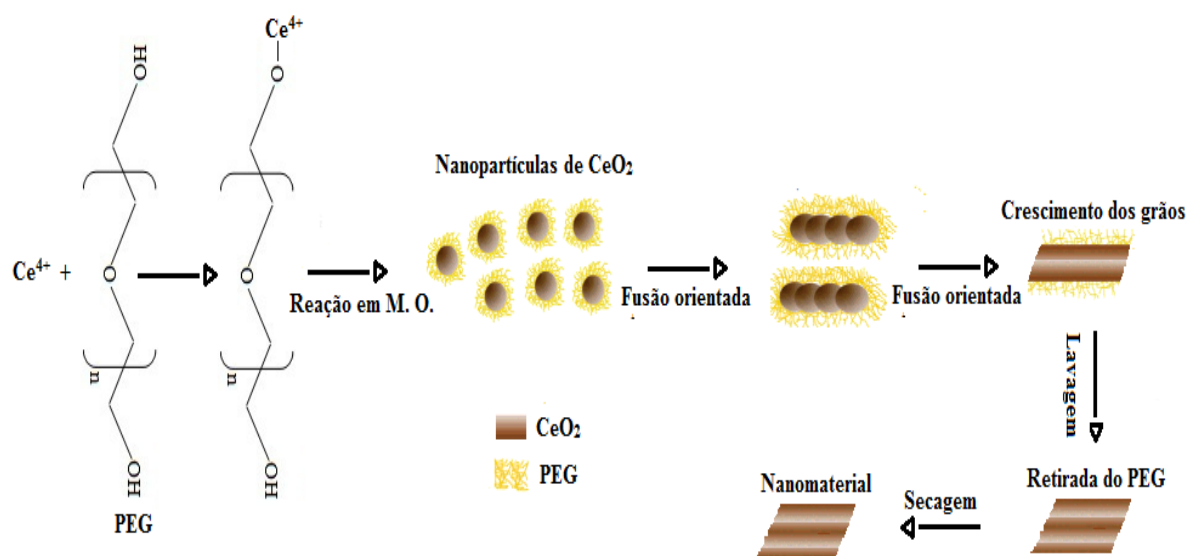 Ce⁴⁺ +
HO
O
n
OH
PEG
Ce⁴⁺
O
O
n
OH
Reação em M. O.
Nanopartículas de CeO₂
Fusão orientada
Fusão orientada
Crescimento dos grãos
Lavagem
Retirada do PEG
Secagem
Nanomaterial
CeO₂
PEG